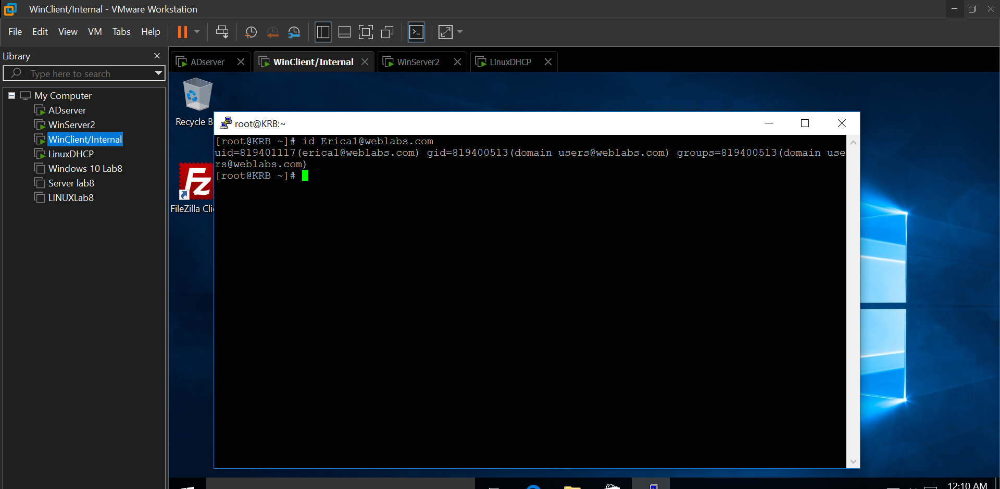 WinClient/Internal - VMware Workstation
File Edit View VM Tabs Help
Library
Type here to search
My Computer
ADserver
WinServer2
WinClient/Internal
LinuxDHCP
Windows 10 Lab8
Server lab8
LINUXLab8
ADserver WinClient/Internal WinServer2 LinuxDHCP
Recycle B
root@KRB:~
[root@KRB ~]# id Erica1@weblabs.com
uid=819401117(erica1@weblabs.com) gid=819400513(domain users@weblabs.com) groups=819400513(domain use
rs@weblabs.com)
[root@KRB ~]#
Fz
FileZilla Cli
12:10 AM